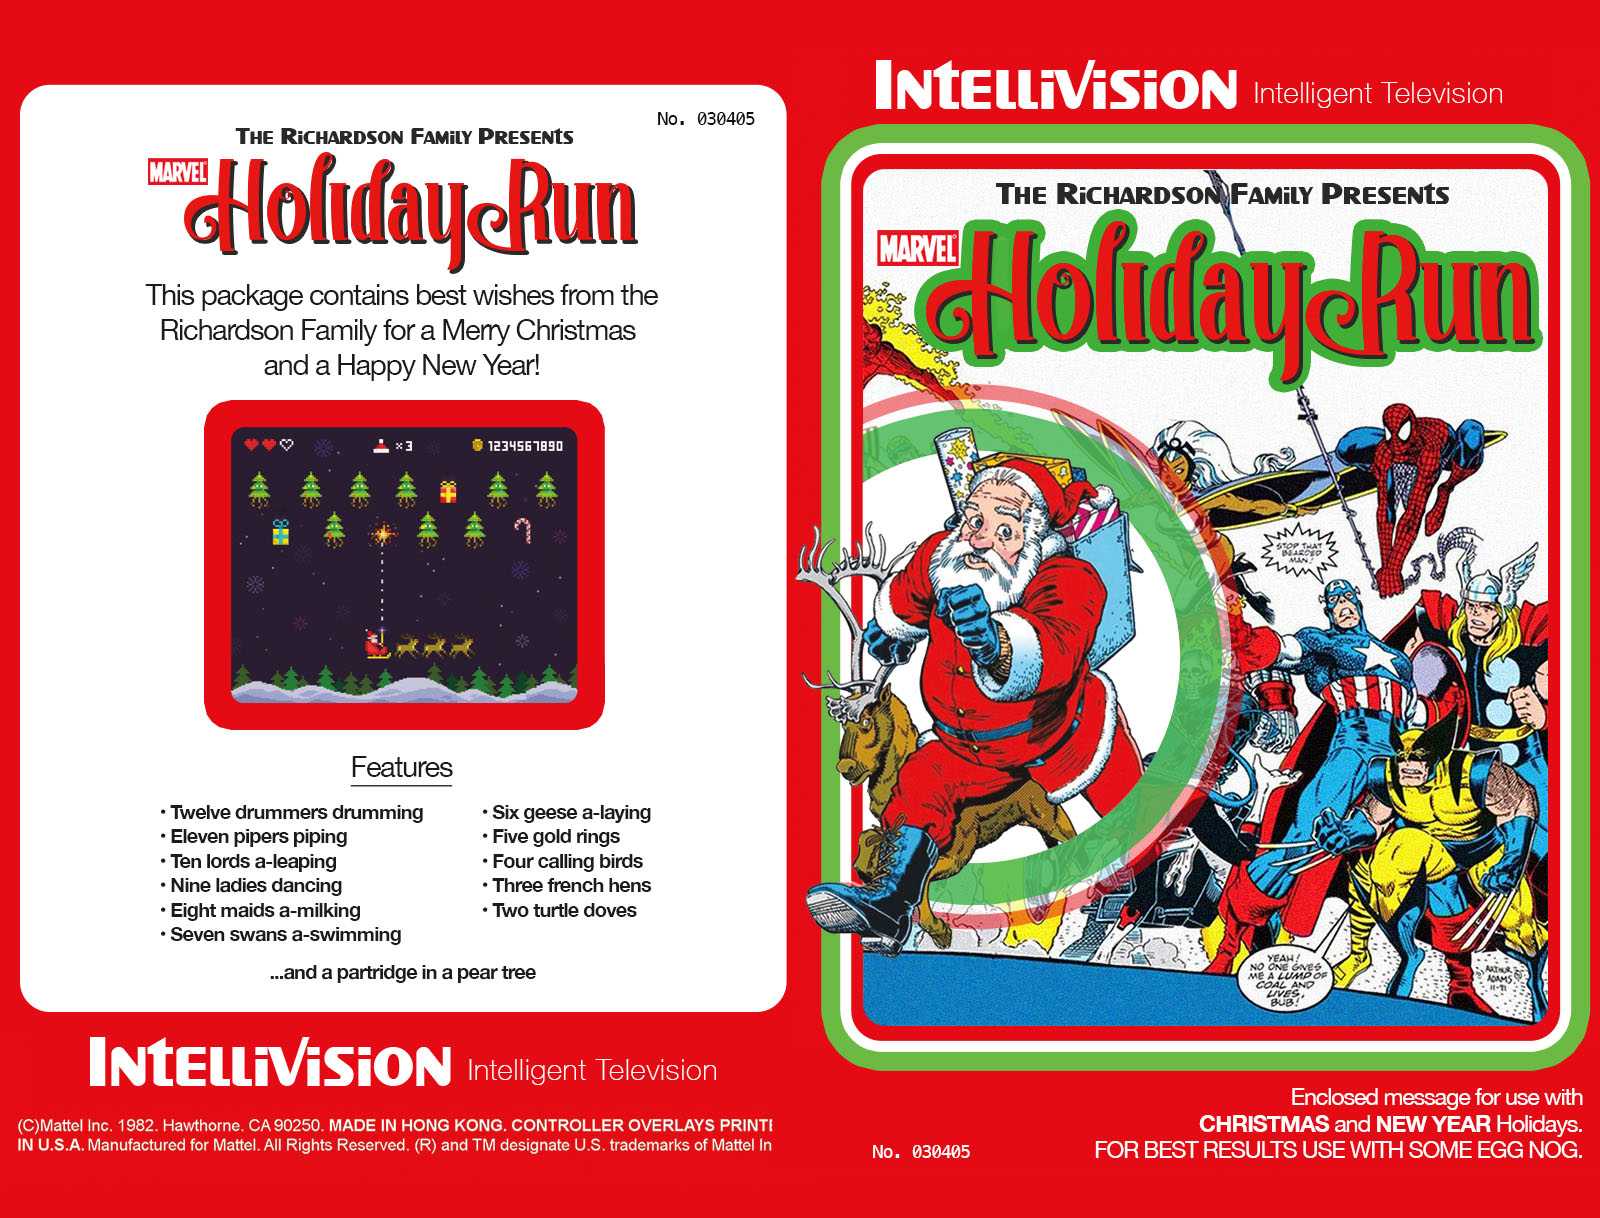 No. 030405
THE RICHARDSON FAMILY PRESENTS
MARVEL
Holiday Run
This package contains best wishes from the
Richardson Family for a Merry Christmas
and a Happy New Year!
×3
1234567890
Features
• Twelve drummers drumming
• Eleven pipers piping
• Ten lords a-leaping
• Nine ladies dancing
• Eight maids a-milking
• Seven swans a-swimming
• Six geese a-laying
• Five gold rings
• Four calling birds
• Three french hens
• Two turtle doves
...and a partridge in a pear tree
INTELLIVISION Intelligent Television
(C)Mattel Inc. 1982. Hawthorne. CA 90250. MADE IN HONG KONG. CONTROLLER OVERLAYS PRINTE
IN U.S.A. Manufactured for Mattel. All Rights Reserved. (R) and TM designate U.S. trademarks of Mattel In
INTELLIVISION Intelligent Television
THE RICHARDSON FAMILY PRESENTS
MARVEL
Holiday Run
STOP THAT
BEARDED
MAN!
YEAH!
NO ONE GIVES
ME A LUMP OF
COAL AND
LIVES,
BUB!
ARTHUR
ADAMS
11-91
Enclosed message for use with
CHRISTMAS and NEW YEAR Holidays.
No. 030405
FOR BEST RESULTS USE WITH SOME EGG NOG.